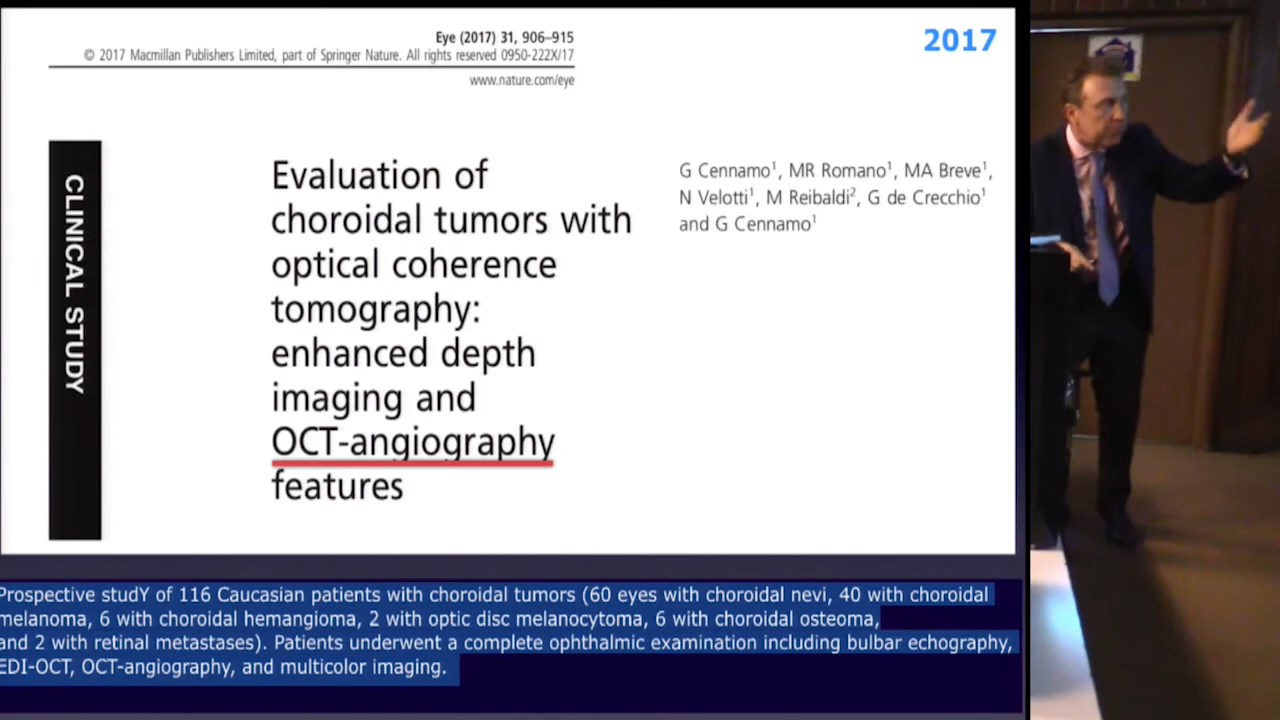 Eye (2017) 31, 906–915
© 2017 Macmillan Publishers Limited, part of Springer Nature. All rights reserved 0950-222X/17
www.nature.com/eye
2017
CLINICAL STUDY
Evaluation of
choroidal tumors with
optical coherence
tomography:
enhanced depth
imaging and
OCT-angiography
features
G Cennamo¹, MR Romano¹, MA Breve¹,
N Velotti¹, M Reibaldi², G de Crecchio¹
and G Cennamo¹
Prospective studY of 116 Caucasian patients with choroidal tumors (60 eyes with choroidal nevi, 40 with choroidal
melanoma, 6 with choroidal hemangioma, 2 with optic disc melanocytoma, 6 with choroidal osteoma,
and 2 with retinal metastases). Patients underwent a complete ophthalmic examination including bulbar echography,
EDI-OCT, OCT-angiography, and multicolor imaging.